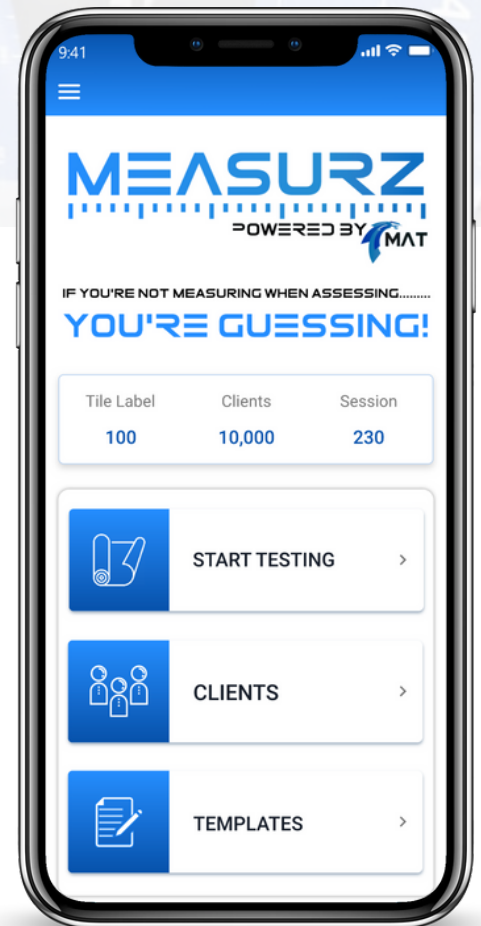 9:41
MEASURZ
POWERED BY MAT
IF YOU'RE NOT MEASURING WHEN ASSESSING.........
YOU'RE GUESSING!
Tile Label Clients Session
100 10,000 230
START TESTING
CLIENTS
TEMPLATES